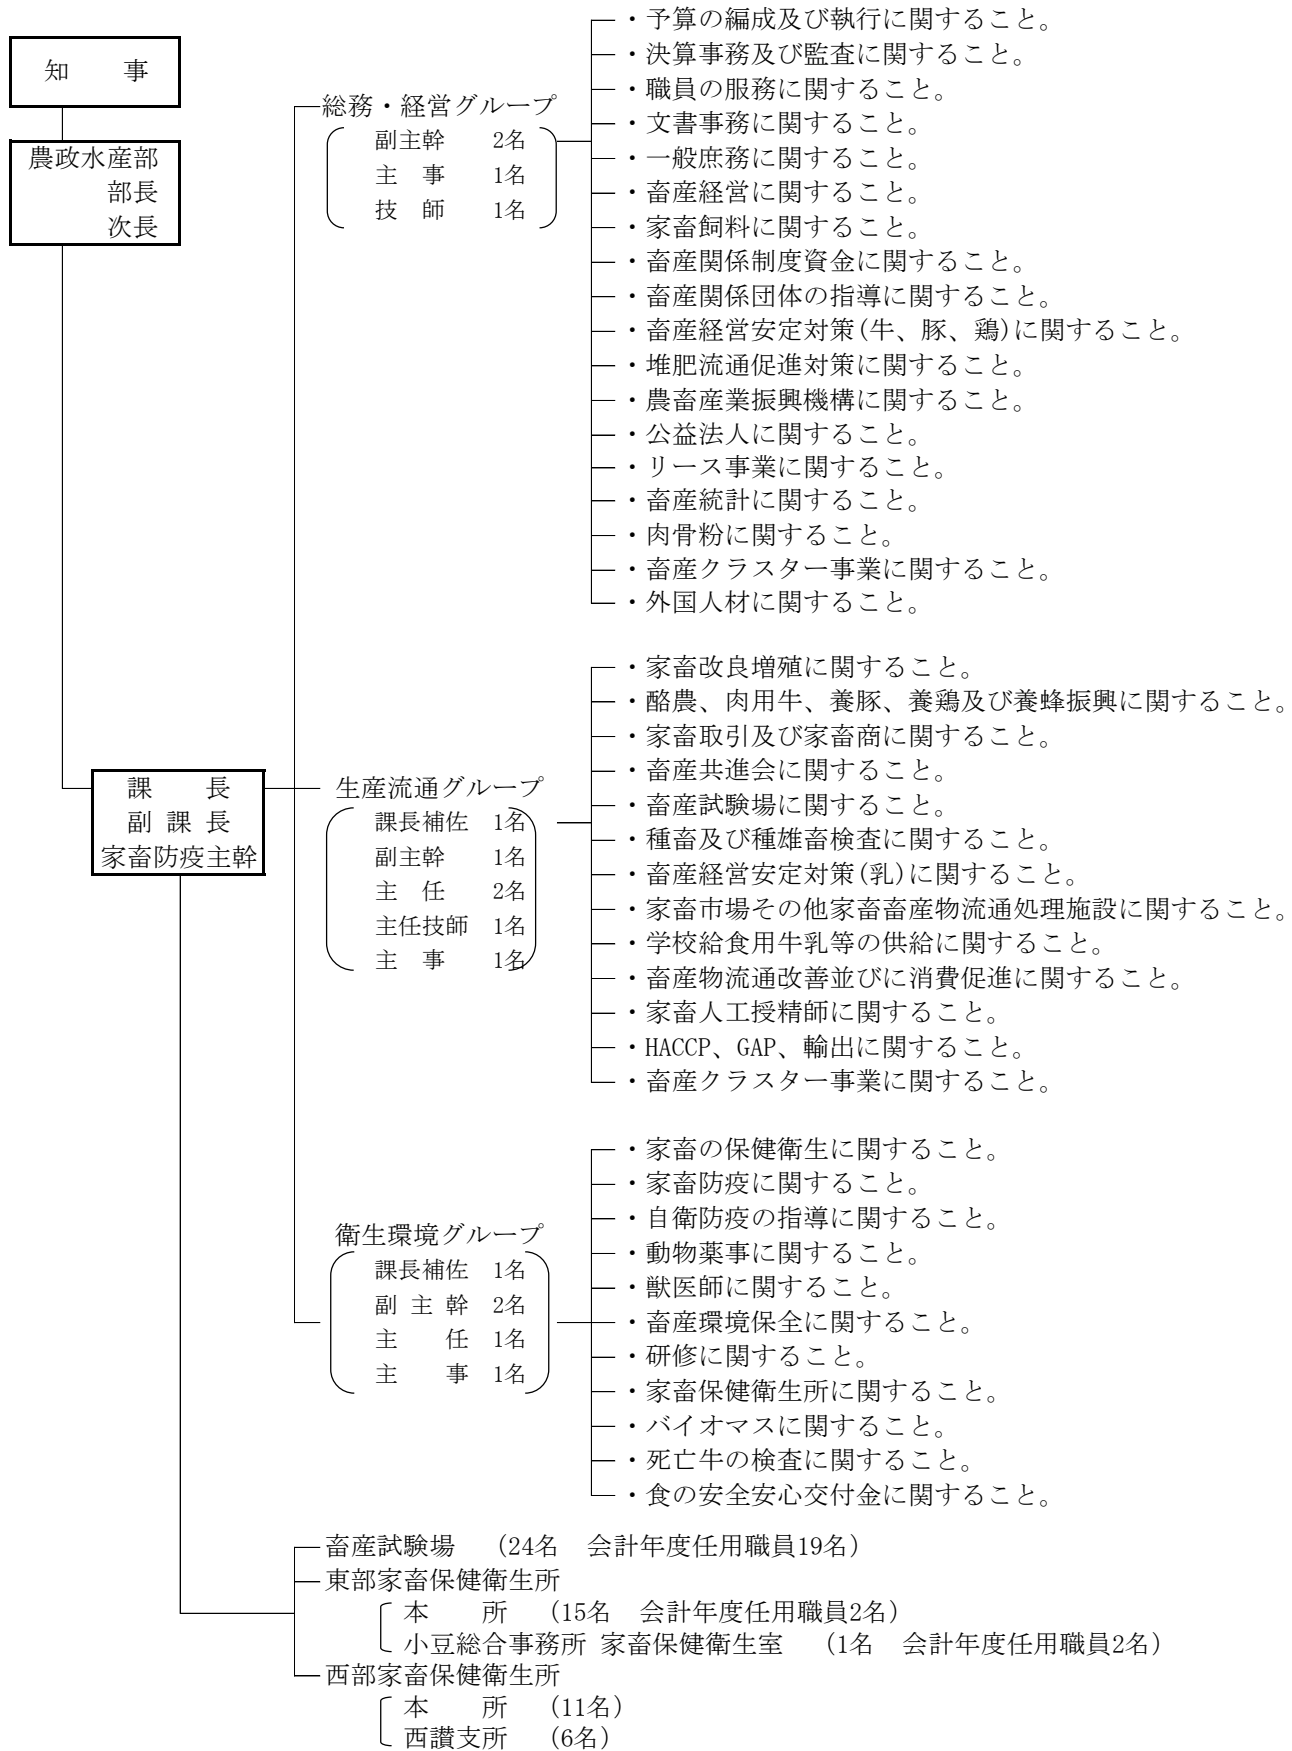 知　　事
農政水産部
部長
次長
課　　　長
副 課 長
家畜防疫主幹
総務・経営グループ
副主幹　　2名
主　事　　1名
技　師　　1名
・予算の編成及び執行に関すること。
・決算事務及び監査に関すること。
・職員の服務に関すること。
・文書事務に関すること。
・一般庶務に関すること。
・畜産経営に関すること。
・家畜飼料に関すること。
・畜産関係制度資金に関すること。
・畜産関係団体の指導に関すること。
・畜産経営安定対策(牛、豚、鶏)に関すること。
・堆肥流通促進対策に関すること。
・農畜産業振興機構に関すること。
・公益法人に関すること。
・リース事業に関すること。
・畜産統計に関すること。
・肉骨粉に関すること。
・畜産クラスター事業に関すること。
・外国人材に関すること。
生産流通グループ
課長補佐　1名
副主幹　　1名
主　任　　2名
主任技師　1名
主　事　　1名
・家畜改良増殖に関すること。
・酪農、肉用牛、養豚、養鶏及び養蜂振興に関すること。
・家畜取引及び家畜商に関すること。
・畜産共進会に関すること。
・畜産試験場に関すること。
・種畜及び種雄畜検査に関すること。
・畜産経営安定対策(乳)に関すること。
・家畜市場その他家畜畜産物流通処理施設に関すること。
・学校給食用牛乳等の供給に関すること。
・畜産物流通改善並びに消費促進に関すること。
・家畜人工授精師に関すること。
・HACCP、GAP、輸出に関すること。
・畜産クラスター事業に関すること。
衛生環境グループ
課長補佐　1名
副 主 幹　2名
主　　任　1名
主　　事　1名
・家畜の保健衛生に関すること。
・家畜防疫に関すること。
・自衛防疫の指導に関すること。
・動物薬事に関すること。
・獣医師に関すること。
・畜産環境保全に関すること。
・研修に関すること。
・家畜保健衛生所に関すること。
・バイオマスに関すること。
・死亡牛の検査に関すること。
・食の安全安心交付金に関すること。
畜産試験場　（24名　会計年度任用職員19名）
東部家畜保健衛生所
本　　所　（15名　会計年度任用職員2名）
小豆総合事務所 家畜保健衛生室　（1名　会計年度任用職員2名）
西部家畜保健衛生所
本　　所　（11名）
西讃支所　（6名）